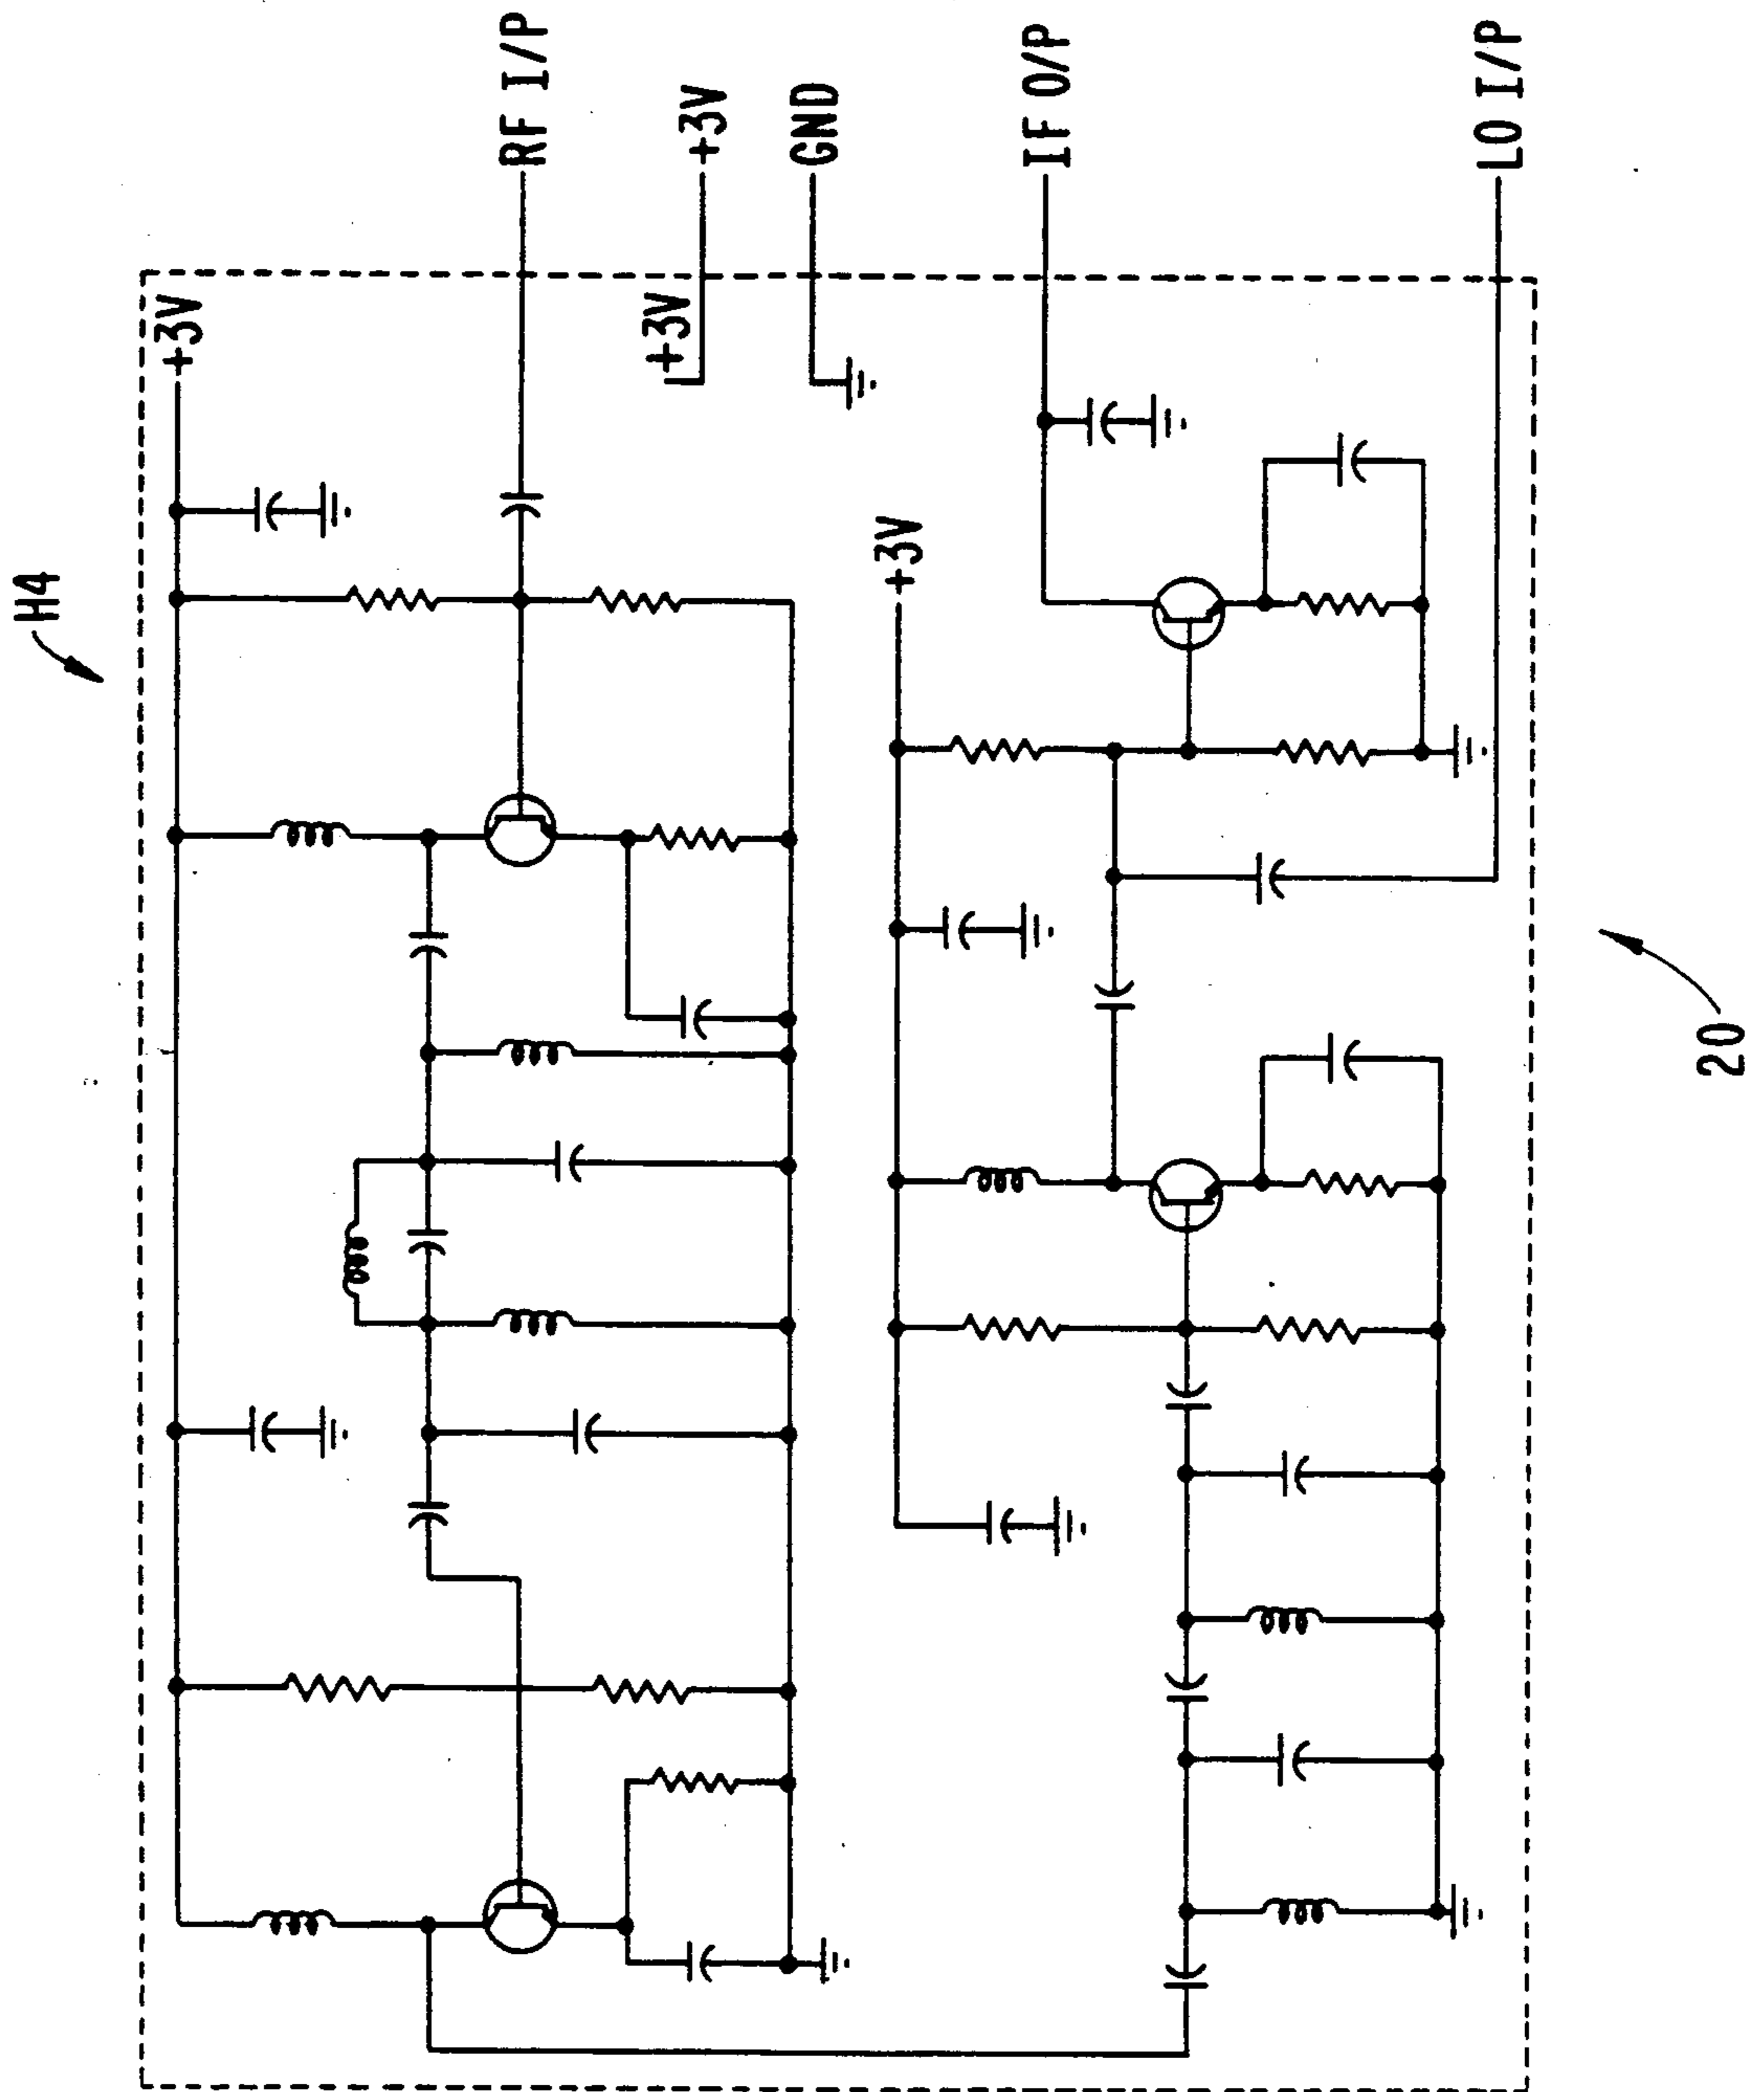 H4
+3V
RF I/P
+3V
+3V
GND
+3V
IF O/P
LO I/P
20